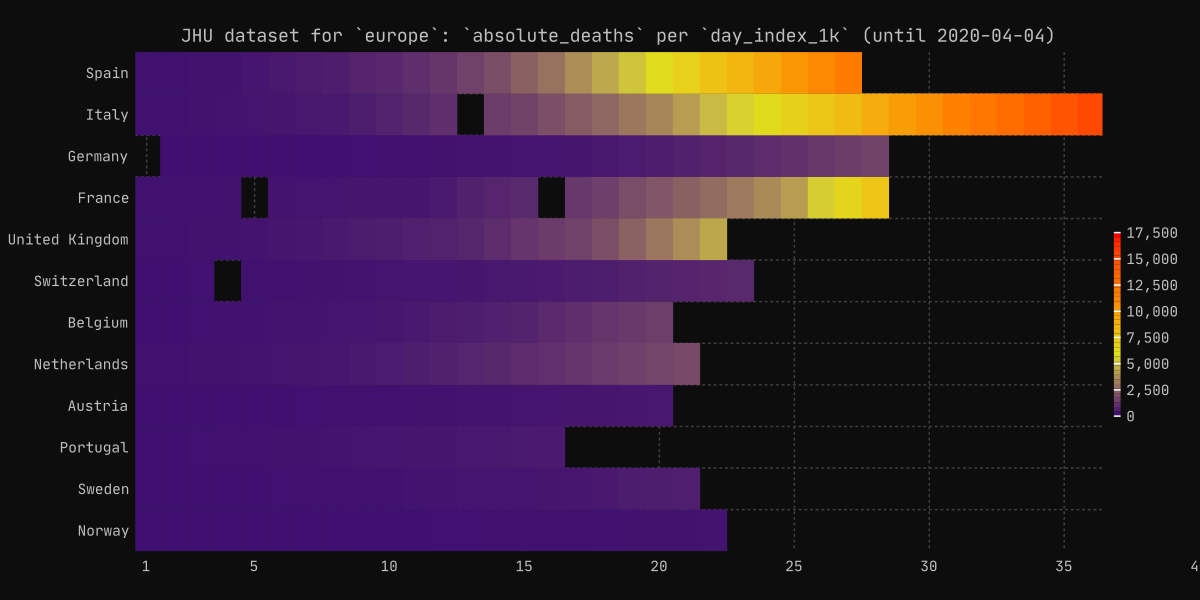 JHU dataset for `europe`: `absolute_deaths` per `day_index_1k` (until 2020-04-04)
Spain
Italy
Germany
France
United Kingdom
Switzerland
Belgium
Netherlands
Austria
Portugal
Sweden
Norway
17,500
15,000
12,500
10,000
7,500
5,000
2,500
0
1 5 10 15 20 25 30 35